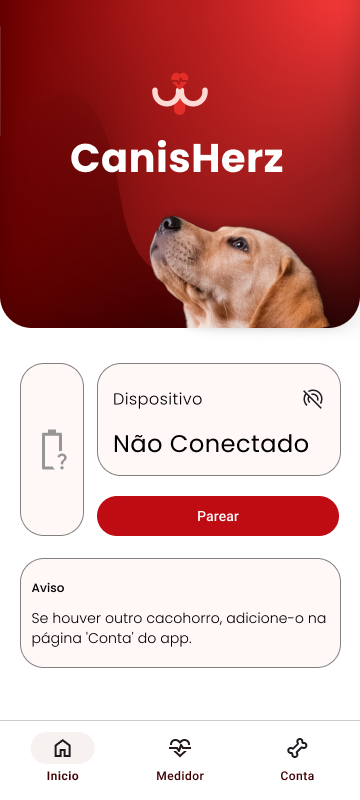 CanisHerz
Dispositivo
Não Conectado
?
Parear
Aviso
Se houver outro cacohorro, adicione-o na
página 'Conta' do app.
Inicio
Medidor
Conta